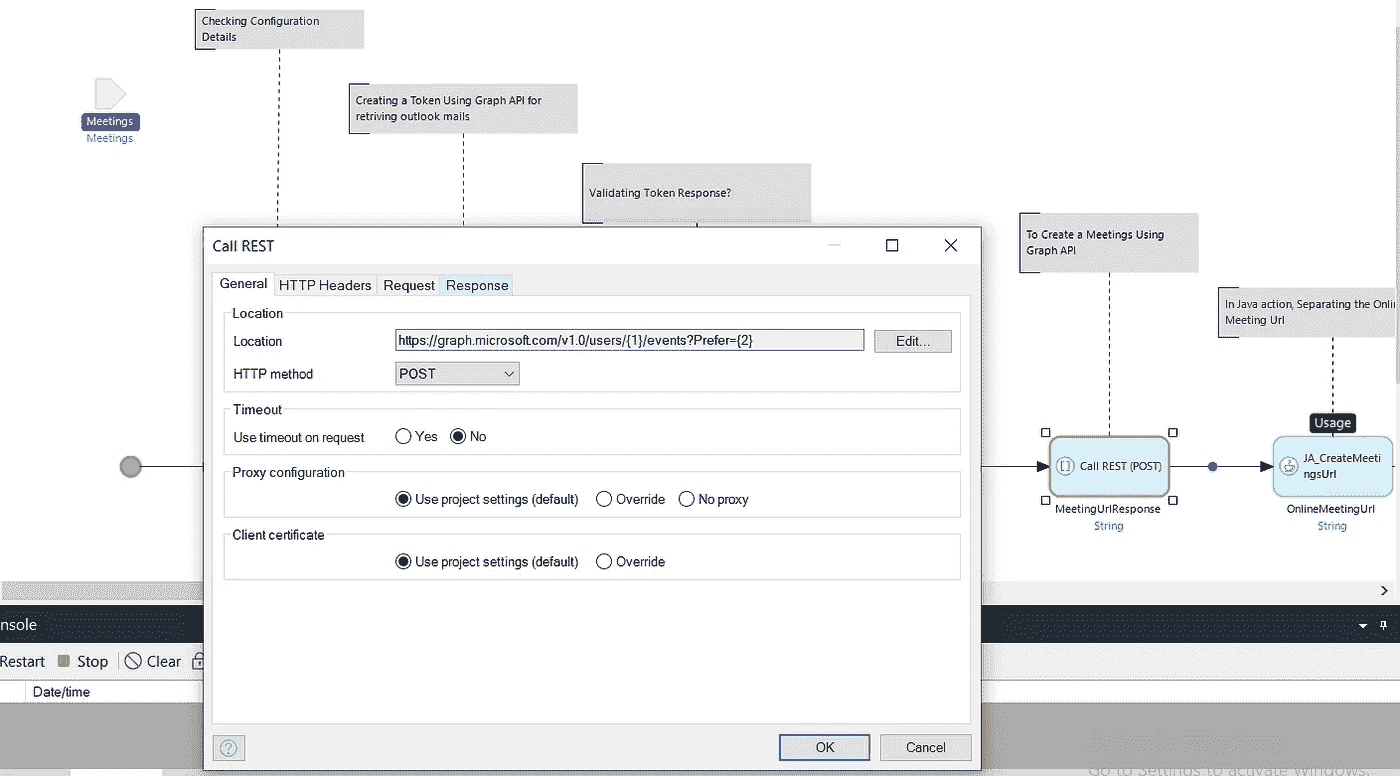 Checking Configuration
Details
Meetings
Meetings
Creating a Token Using Graph API for
retriving outlook mails
Validating Token Response?
To Create a Meetings Using
Graph API
In Java action, Separating the Onli
Meeting Url
Call REST
General
HTTP Headers
Request
Response
Location
Location
https://graph.microsoft.com/v1.0/users/{1}/events?Prefer={2}
Edit...
HTTP method
POST
Timeout
Use timeout on request
Yes
No
Proxy configuration
Use project settings (default)
Override
No proxy
Client certificate
Use project settings (default)
Override
OK
Cancel
Usage
Call REST (POST)
MeetingUrlResponse
String
JA_CreateMeeti
ngsUrl
OnlineMeetingUrl
String
nsole
Restart
Stop
Clear
Date/time
Go to Settings to activate Windows.